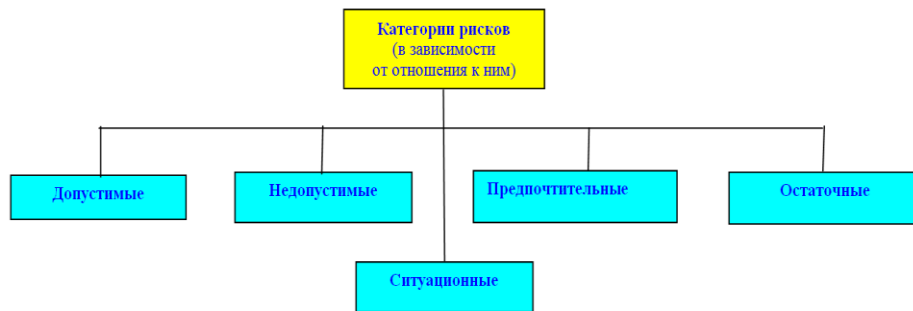 Категории рисков
(в зависимости
от отношения к ним)
Допустимые
Недопустимые
Предпочтительные
Остаточные
Ситуационные